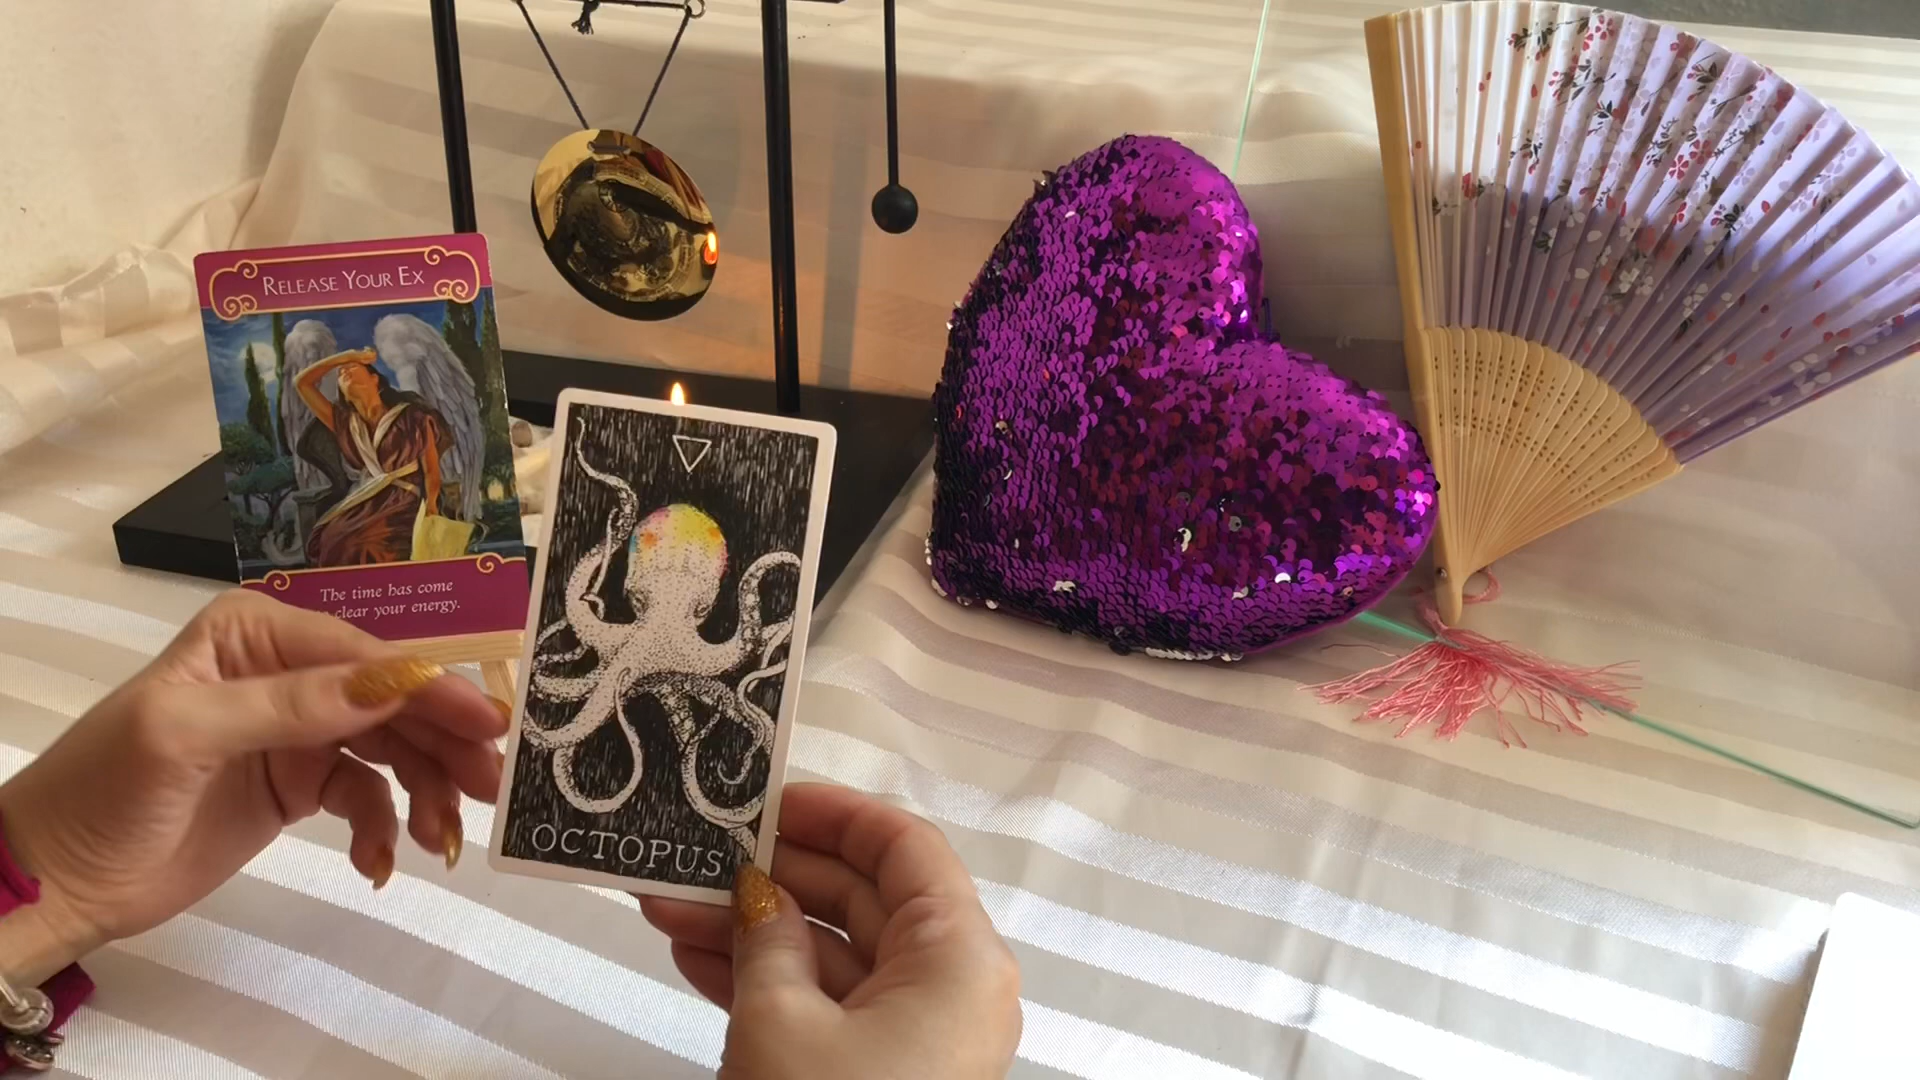 RELEASE YOUR EX
The time has come
clear your energy.
OCTOPUS